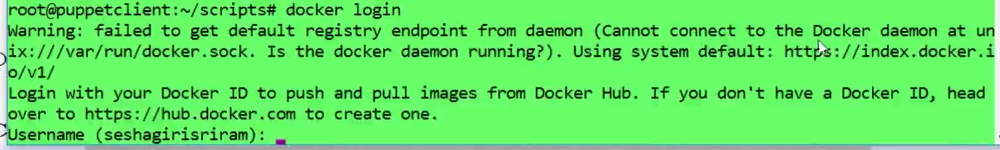 root@puppetclient:~/scripts# docker login
Warning: failed to get default registry endpoint from daemon (Cannot connect to the Docker daemon at un
ix:///var/run/docker.sock. Is the docker daemon running?). Using system default: https://index.docker.i
o/v1/
Login with your Docker ID to push and pull images from Docker Hub. If you don't have a Docker ID, head
over to https://hub.docker.com to create one.
Username (seshagirisriram):